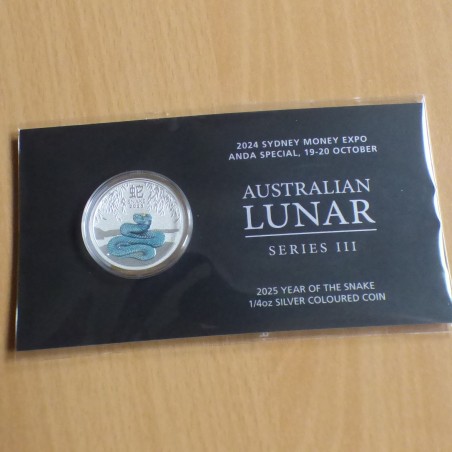 2024 SYDNEY MONEY EXPO
ANDA SPECIAL, 19-20 OCTOBER
AUSTRALIAN
LUNAR
SERIES III
2025 YEAR OF THE SNAKE
1/4oz SILVER COLOURED COIN
蛇